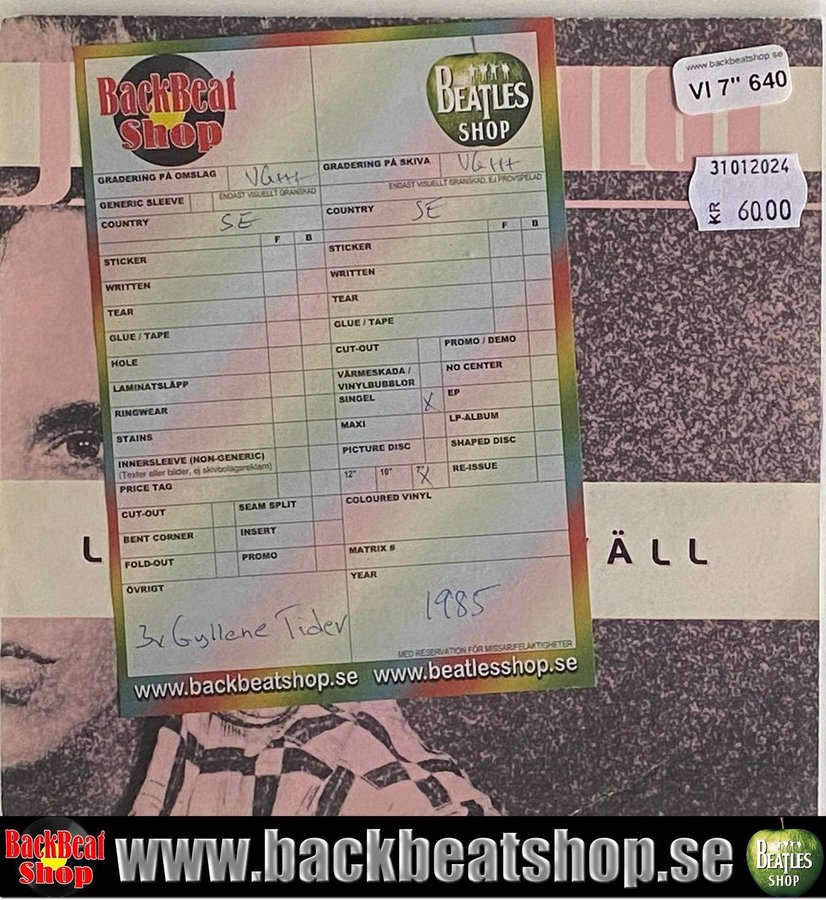 www.backbeatshop.se
VI 7" 640
31012024
KR 60.00
BackBeat
Shop
BEATLES
SHOP
GRADERING PÅ OMSLAG VG++
ENDAST VISUELLT GRANSKAD
GENERIC SLEEVE
COUNTRY SE
F B
STICKER
WRITTEN
TEAR
GLUE / TAPE
HOLE
LAMINATSLÄPP
RINGWEAR
STAINS
INNERSLEEVE (NON-GENERIC)
(Texter eller bilder, ej skivbolagsreklam)
PRICE TAG
CUT-OUT SEAM SPLIT
BENT CORNER INSERT
FOLD-OUT PROMO
ÖVRIGT
3x Gyllene Tider
GRADERING PÅ SKIVA VG++
ENDAST VISUELLT GRANSKAD, EJ PROVSPELAD
COUNTRY SE
F B
STICKER
WRITTEN
TEAR
GLUE / TAPE
CUT-OUT PROMO / DEMO
VÄRMESKADA /
VINYLBUBBLOR NO CENTER
SINGEL X EP
MAXI LP-ALBUM
PICTURE DISC SHAPED DISC
12" 10" 7" X RE-ISSUE
COLOURED VINYL
MATRIX #
YEAR
1985
MED RESERVATION FÖR MISSAR/FELAKTIGHETER
www.backbeatshop.se www.beatlesshop.se
L ÄLL
BackBeat
Shop
www.backbeatshop.se
BEATLES
SHOP